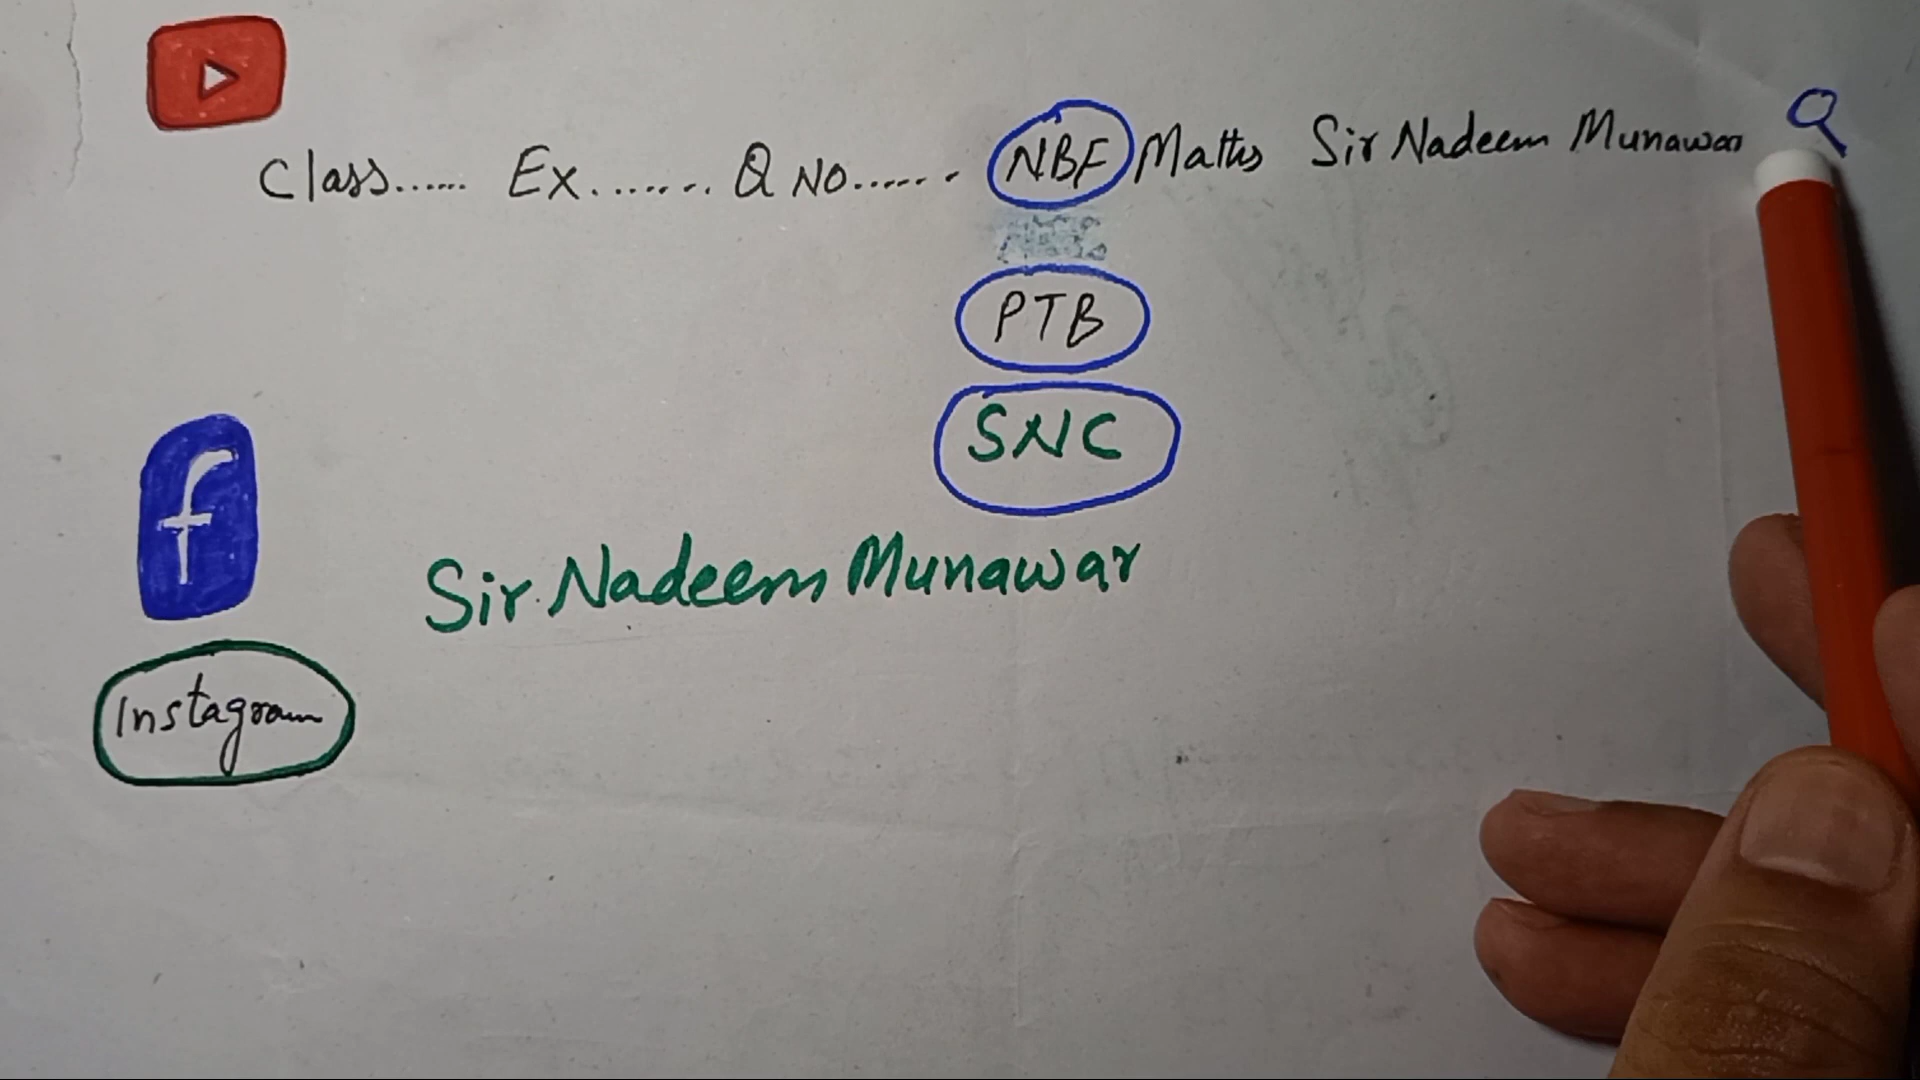 Class...... Ex....... Q No...... NBF Maths Sir Nadeem Munawar
PTB
SNC
f
Sir Nadeem Munawar
Instagram